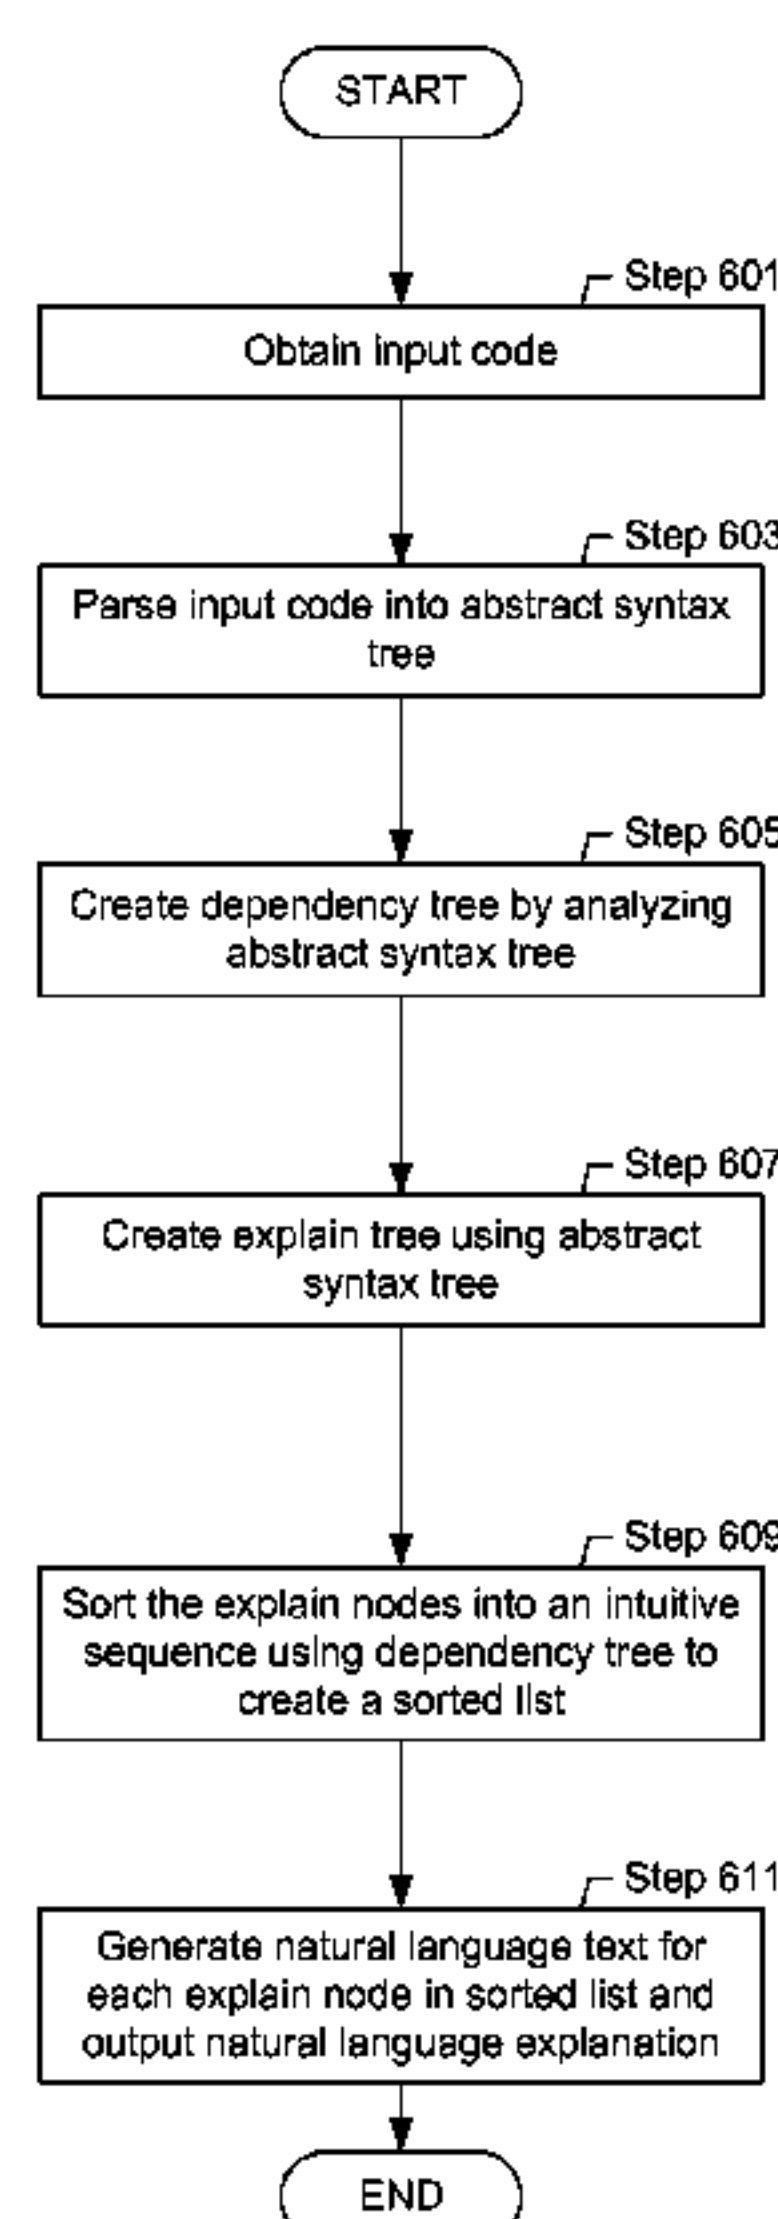 START
Step 601
Obtain input code
Step 603
Parse input code into abstract syntax
tree
Step 605
Create dependency tree by analyzing
abstract syntax tree
Step 607
Create explain tree using abstract
syntax tree
Step 609
Sort the explain nodes into an intuitive
sequence using dependency tree to
create a sorted list
Step 611
Generate natural language text for
each explain node in sorted list and
output natural language explanation
END